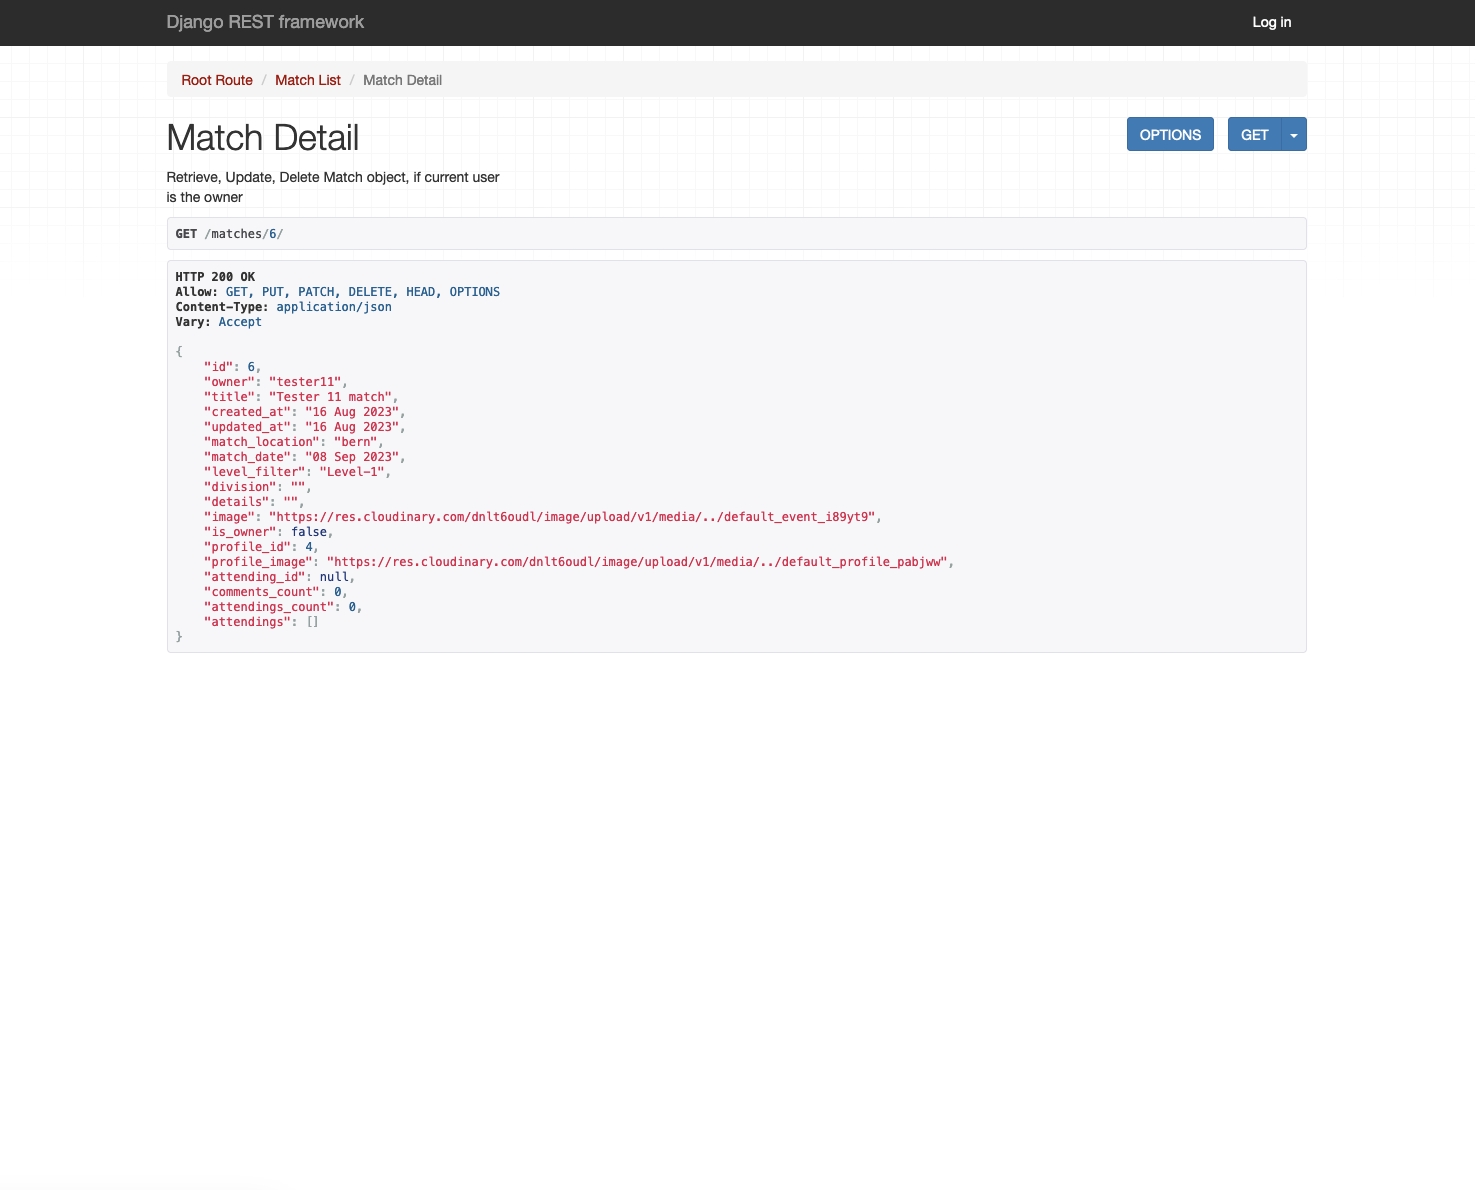 Django REST framework
Log in
Root Route / Match List / Match Detail
Match Detail
OPTIONS
GET
Retrieve, Update, Delete Match object, if current user
is the owner
GET /matches/6/
HTTP 200 OK
Allow: GET, PUT, PATCH, DELETE, HEAD, OPTIONS
Content-Type: application/json
Vary: Accept
{
    "id": 6,
    "owner": "tester11",
    "title": "Tester 11 match",
    "created_at": "16 Aug 2023",
    "updated_at": "16 Aug 2023",
    "match_location": "bern",
    "match_date": "08 Sep 2023",
    "level_filter": "Level-1",
    "division": "",
    "details": "",
    "image": "https://res.cloudinary.com/dnlt6oudl/image/upload/v1/media/../default_event_i89yt9",
    "is_owner": false,
    "profile_id": 4,
    "profile_image": "https://res.cloudinary.com/dnlt6oudl/image/upload/v1/media/../default_profile_pabjww",
    "attending_id": null,
    "comments_count": 0,
    "attendings_count": 0,
    "attendings": []
}